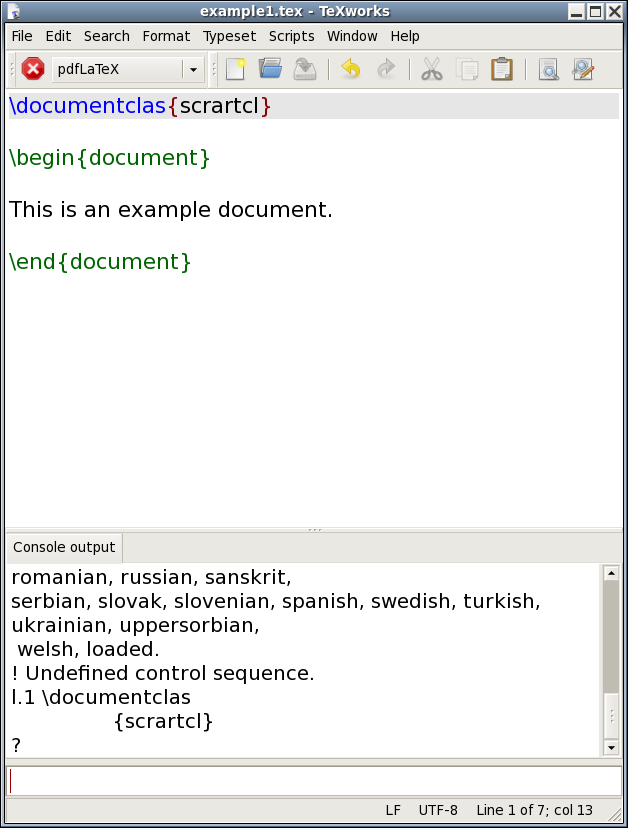 example1.tex - TeXworks
File Edit Search Format Typeset Scripts Window Help
pdfLaTeX
\documentclas{scrartcl}
\begin{document}
This is an example document.
\end{document}
Console output
romanian, russian, sanskrit,
serbian, slovak, slovenian, spanish, swedish, turkish,
ukrainian, uppersorbian,
welsh, loaded.
! Undefined control sequence.
l.1 \documentclas
{scrartcl}
?
LF UTF-8 Line 1 of 7; col 13